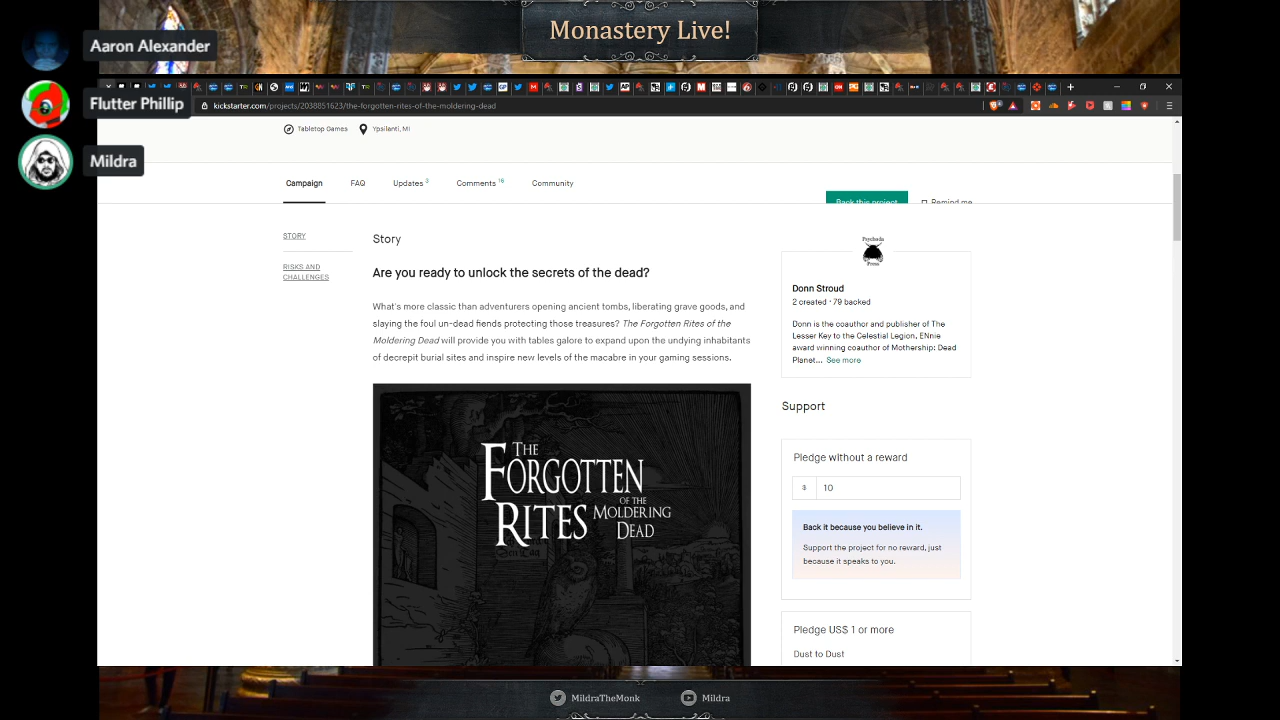 Monastery Live!
Aaron Alexander
Flutter Phillip
Mildra
kickstarter.com/projects/2038851623/the-forgotten-rites-of-the-moldering-dead
Tabletop Games
Ypsilanti, MI
Campaign
FAQ
Updates 3
Comments 16
Community
Back this project
Remind me
STORY
RISKS AND
CHALLENGES
Story
Are you ready to unlock the secrets of the dead?
What's more classic than adventurers opening ancient tombs, liberating grave goods, and
slaying the foul un-dead fiends protecting those treasures? The Forgotten Rites of the
Moldering Dead will provide you with tables galore to expand upon the undying inhabitants
of decrepit burial sites and inspire new levels of the macabre in your gaming sessions.
THE
FORGOTTEN
RITES
OF THE
MOLDERING
DEAD
Psychoda
Press
Donn Stroud
2 created · 79 backed
Donn is the coauthor and publisher of The
Lesser Key to the Celestial Legion, ENnie
award winning coauthor of Mothership: Dead
Planet... See more
Support
Pledge without a reward
$ 10
Back it because you believe in it.
Support the project for no reward, just
because it speaks to you.
Pledge US$ 1 or more
Dust to Dust
MildraTheMonk
Mildra